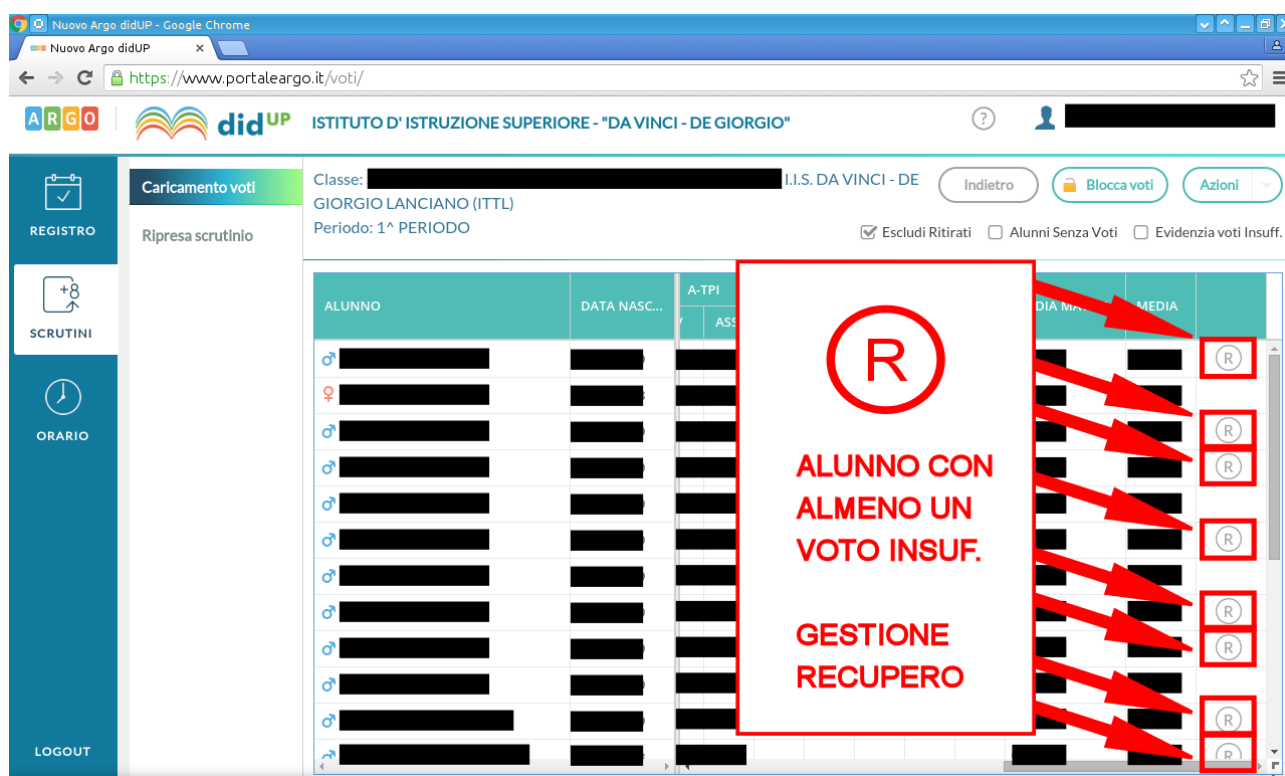 Nuovo Argo didUP - Google Chrome
Nuovo Argo didUP x
https://www.portaleargo.it/voti/
ARGO didUP ISTITUTO D' ISTRUZIONE SUPERIORE - "DA VINCI - DE GIORGIO" ?
REGISTRO
SCRUTINI
+8
ORARIO
LOGOUT
Caricamento voti
Ripresa scrutinio
Classe: I.I.S. DA VINCI - DE
GIORGIO LANCIANO (ITTL)
Periodo: 1^ PERIODO
Indietro Blocca voti Azioni
Escludi Ritirati Alunni Senza Voti Evidenzia voti Insuff.
ALUNNO DATA NASC... A-TPI ASS MEDIA
R
ALUNNO CON
ALMENO UN
VOTO INSUF.
GESTIONE
RECUPERO
R
R
R
R
R
R
R
R